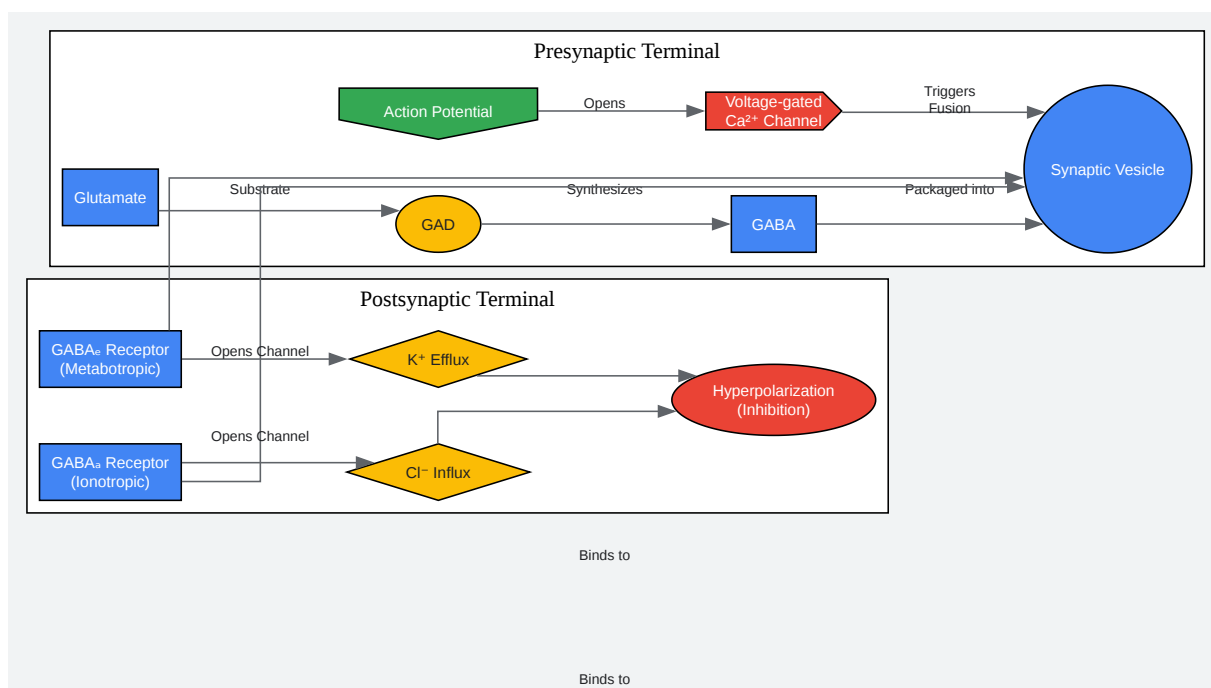 Presynaptic Terminal
Action Potential
Opens
Voltage-gated
Ca²⁺ Channel
Triggers
Fusion
Synaptic Vesicle
Glutamate
Substrate
GAD
Synthesizes
GABA
Packaged into
Postsynaptic Terminal
GABAₑ Receptor
(Metabotropic)
Opens Channel
K⁺ Efflux
Hyperpolarization
(Inhibition)
GABAₐ Receptor
(Ionotropic)
Opens Channel
Cl⁻ Influx
Binds to
Binds to